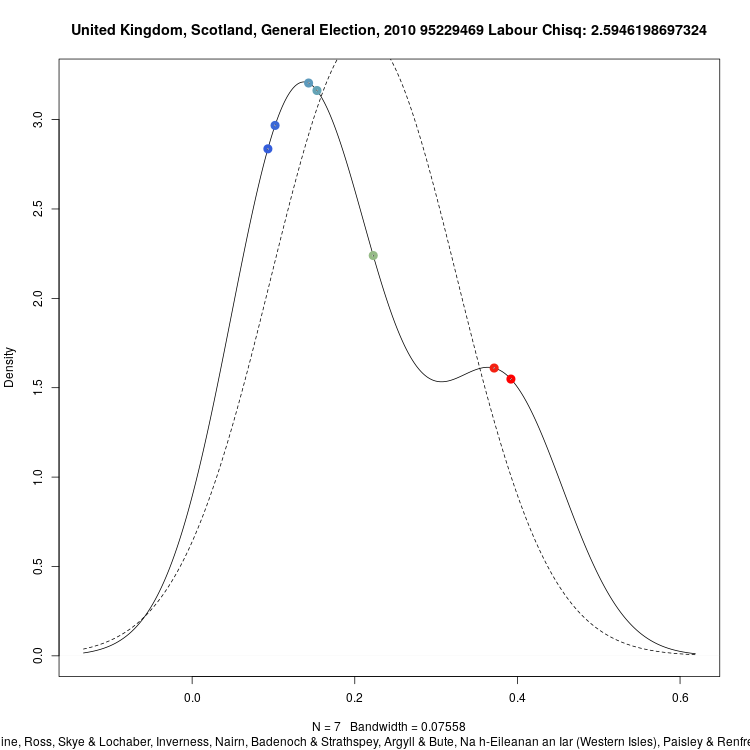 United Kingdom, Scotland, General Election, 2010 95229469 Labour Chisq: 2.5946198697324
Density
3.0
2.5
2.0
1.5
1.0
0.5
0.0
0.0 0.2 0.4 0.6
N = 7 Bandwidth = 0.07558
ine, Ross, Skye & Lochaber, Inverness, Nairn, Badenoch & Strathspey, Argyll & Bute, Na h-Eileanan an Iar (Western Isles), Paisley & Renfr